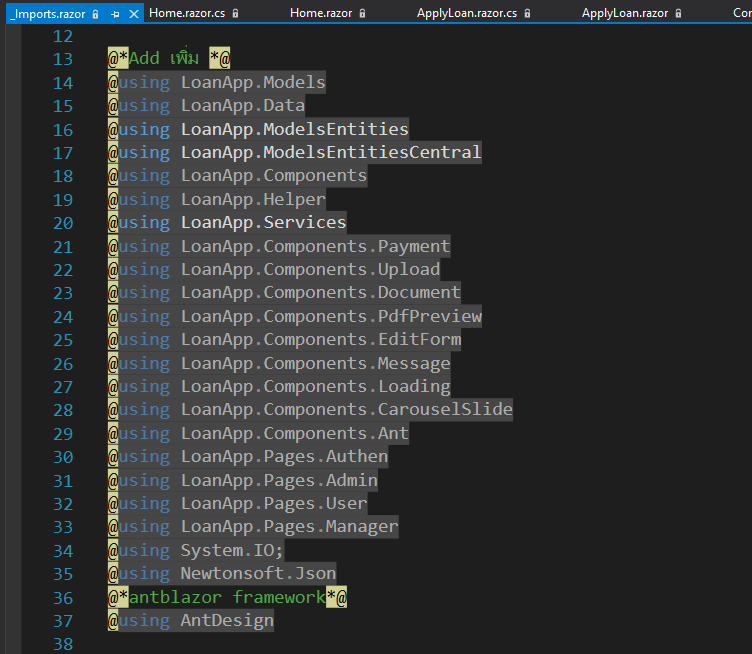 _Imports.razor Home.razor.cs Home.razor ApplyLoan.razor.cs ApplyLoan.razor Cor
12
13 @*Add เพิ่ม *@
14 @using LoanApp.Models
15 @using LoanApp.Data
16 @using LoanApp.ModelsEntities
17 @using LoanApp.ModelsEntitiesCentral
18 @using LoanApp.Components
19 @using LoanApp.Helper
20 @using LoanApp.Services
21 @using LoanApp.Components.Payment
22 @using LoanApp.Components.Upload
23 @using LoanApp.Components.Document
24 @using LoanApp.Components.PdfPreview
25 @using LoanApp.Components.EditForm
26 @using LoanApp.Components.Message
27 @using LoanApp.Components.Loading
28 @using LoanApp.Components.CarouselSlide
29 @using LoanApp.Components.Ant
30 @using LoanApp.Pages.Authen
31 @using LoanApp.Pages.Admin
32 @using LoanApp.Pages.User
33 @using LoanApp.Pages.Manager
34 @using System.IO;
35 @using Newtonsoft.Json
36 @*antblazor framework*@
37 @using AntDesign
38